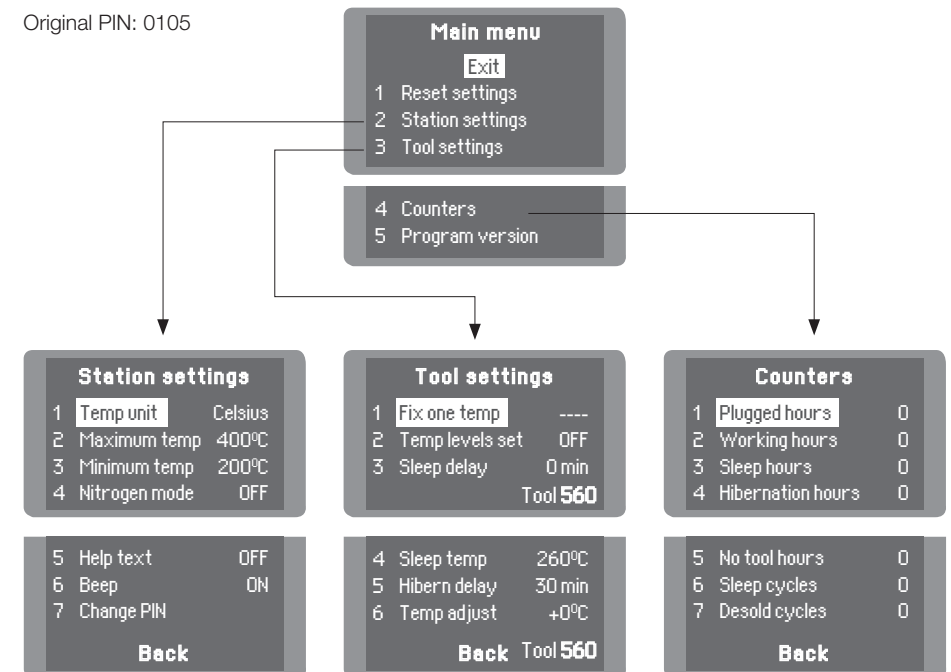 Original PIN: 0105
Main menu
Exit
1 Reset settings
2 Station settings
3 Tool settings
4 Counters
5 Program version
Station settings
1 Temp unit Celsius
2 Maximum temp 400ºC
3 Minimum temp 200ºC
4 Nitrogen mode OFF
5 Help text OFF
6 Beep ON
7 Change PIN
Back
Tool settings
1 Fix one temp ----
2 Temp levels set OFF
3 Sleep delay 0 min
Tool 560
4 Sleep temp 260ºC
5 Hibern delay 30 min
6 Temp adjust +0ºC
Back Tool 560
Counters
1 Plugged hours 0
2 Working hours 0
3 Sleep hours 0
4 Hibernation hours 0
5 No tool hours 0
6 Sleep cycles 0
7 Desold cycles 0
Back